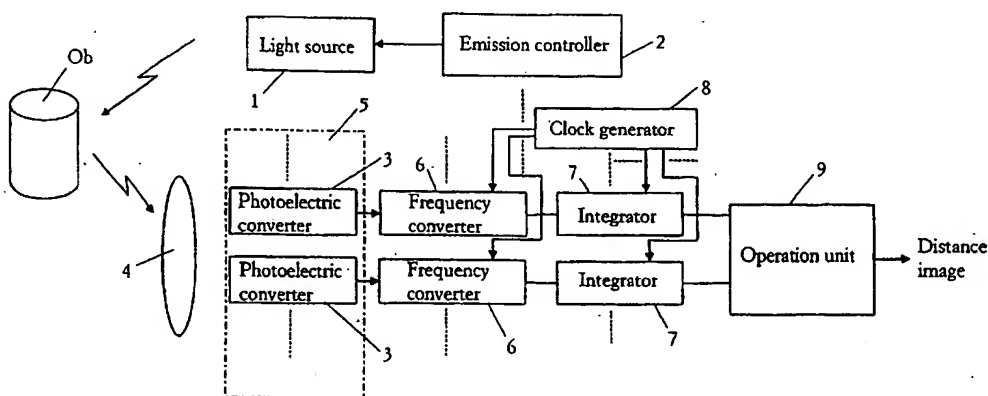 Ob
Light source
1
Emission controller
2
5
8
Clock generator
3
6
7
9
Photoelectric
converter
Frequency
converter
Integrator
Operation unit
Distance
image
4
Photoelectric
converter
Frequency
converter
Integrator
3
6
7